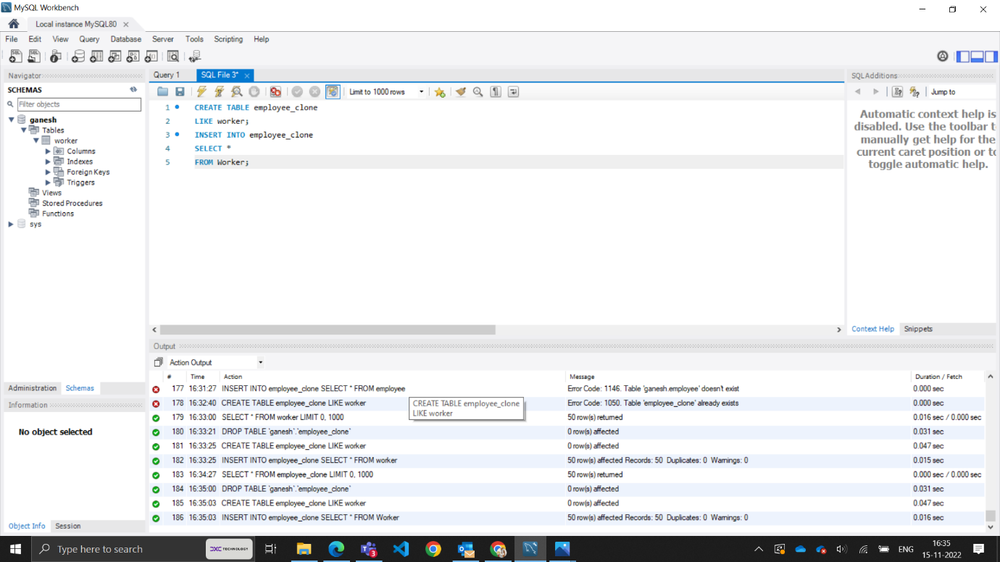 MySQL Workbench
Local instance MySQL80
File Edit View Query Database Server Tools Scripting Help
Navigator
SCHEMAS
Filter objects
ganesh
Tables
worker
Columns
Indexes
Foreign Keys
Triggers
Views
Stored Procedures
Functions
sys
Administration Schemas
Information
No object selected
Object Info Session
Query 1 SQL File 3*
Limit to 1000 rows
1 CREATE TABLE employee_clone
2 LIKE worker;
3 INSERT INTO employee_clone
4 SELECT *
5 FROM Worker;
SQLAdditions
Jump to
Automatic context help is
disabled. Use the toolbar t
manually get help for the
current caret position or to
toggle automatic help.
Context Help Snippets
Output
Action Output
# Time Action Message Duration / Fetch
177 16:31:27 INSERT INTO employee_clone SELECT * FROM employee Error Code: 1146. Table 'ganesh.employee' doesn't exist 0.000 sec
178 16:32:40 CREATE TABLE employee_clone LIKE worker Error Code: 1050. Table 'employee_clone' already exists 0.000 sec
CREATE TABLE employee_clone
LIKE worker
179 16:33:00 SELECT * FROM worker LIMIT 0, 1000 50 row(s) returned 0.016 sec / 0.000 sec
180 16:33:21 DROP TABLE `ganesh`.`employee_clone` 0 row(s) affected 0.031 sec
181 16:33:25 CREATE TABLE employee_clone LIKE worker 0 row(s) affected 0.047 sec
182 16:33:25 INSERT INTO employee_clone SELECT * FROM worker 50 row(s) affected Records: 50 Duplicates: 0 Warnings: 0 0.015 sec
183 16:34:27 SELECT * FROM employee_clone LIMIT 0, 1000 50 row(s) returned 0.000 sec / 0.000 sec
184 16:35:00 DROP TABLE `ganesh`.`employee_clone` 0 row(s) affected 0.031 sec
185 16:35:03 CREATE TABLE employee_clone LIKE worker 0 row(s) affected 0.047 sec
186 16:35:03 INSERT INTO employee_clone SELECT * FROM Worker 50 row(s) affected Records: 50 Duplicates: 0 Warnings: 0 0.016 sec
Type here to search
DXC TECHNOLOGY
3
ENG
16:35
15-11-2022